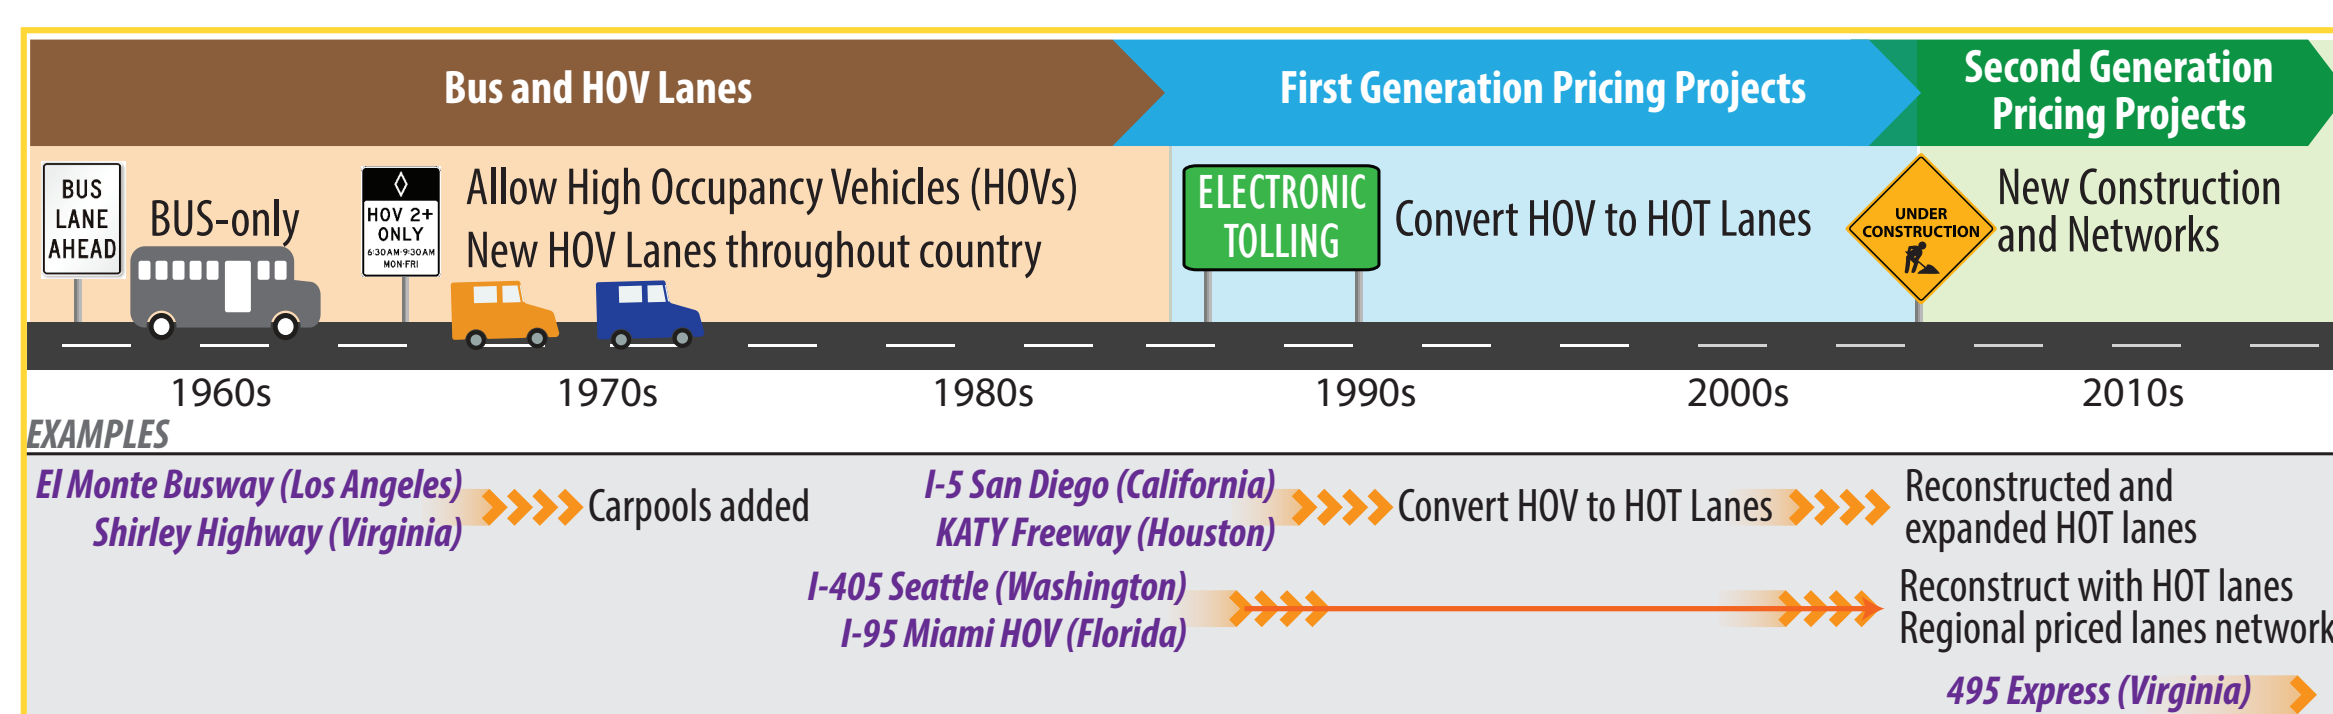 Bus and HOV Lanes
First Generation Pricing Projects
Second Generation
Pricing Projects
BUS
LANE
AHEAD
BUS-only
HOV 2+
ONLY
6:30AM-9:30AM
MON-FRI
Allow High Occupancy Vehicles (HOVs)
New HOV Lanes throughout country
ELECTRONIC
TOLLING
Convert HOV to HOT Lanes
UNDER
CONSTRUCTION
New Construction
and Networks
1960s
1970s
1980s
1990s
2000s
2010s
EXAMPLES
El Monte Busway (Los Angeles)
Shirley Highway (Virginia)
Carpools added
I-5 San Diego (California)
KATY Freeway (Houston)
Convert HOV to HOT Lanes
Reconstructed and
expanded HOT lanes
I-405 Seattle (Washington)
I-95 Miami HOV (Florida)
Reconstruct with HOT lanes
Regional priced lanes network
495 Express (Virginia)